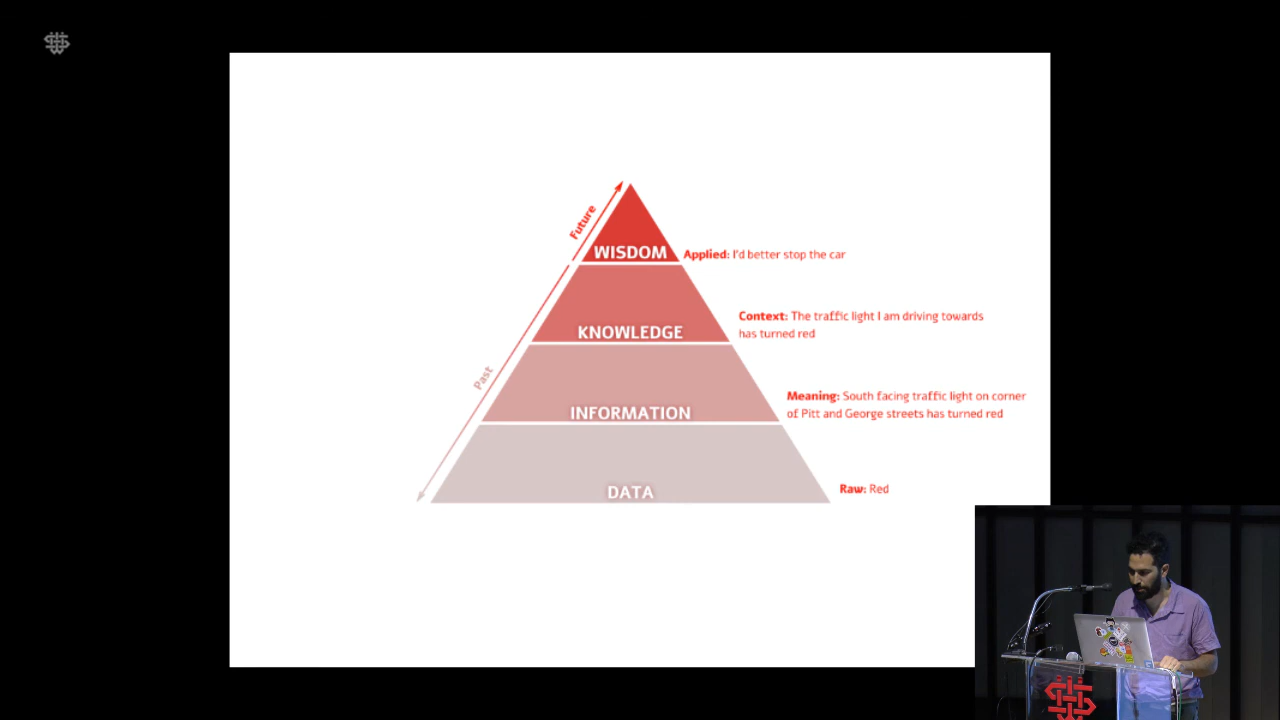 Future
WISDOM
Applied: I'd better stop the car
KNOWLEDGE
Context: The traffic light I am driving towards
has turned red
Past
INFORMATION
Meaning: South facing traffic light on corner
of Pitt and George streets has turned red
DATA
Raw: Red